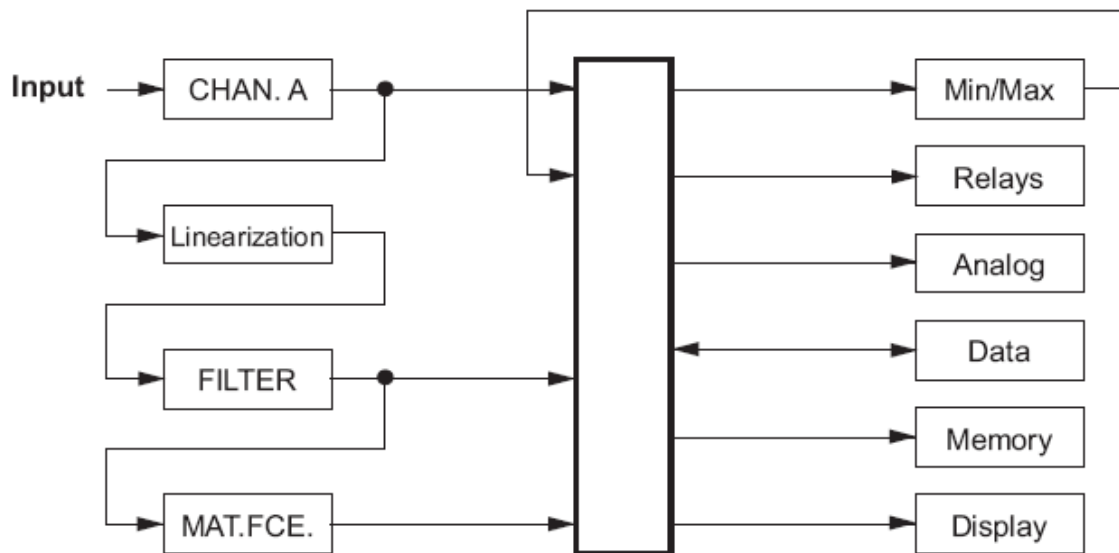 Input
CHAN. A
Min/Max
Relays
Linearization
Analog
Data
FILTER
Memory
MAT.FCE.
Display